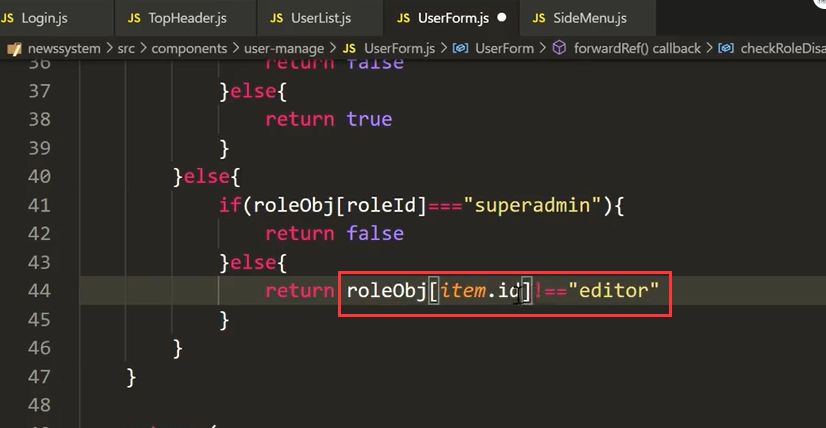 JS Login.js JS TopHeader.js JS UserList.js JS UserForm.js JS SideMenu.js
newssystem > src > components > user-manage > JS UserForm.js > UserForm > forwardRef() callback > checkRoleDisa
36 return false
37 }else{
38 return true
39 }
40 }else{
41 if(roleObj[roleId]==="superadmin"){
42 return false
43 }else{
44 return roleObj[item.id]!=="editor"
45 }
46 }
47 }
48